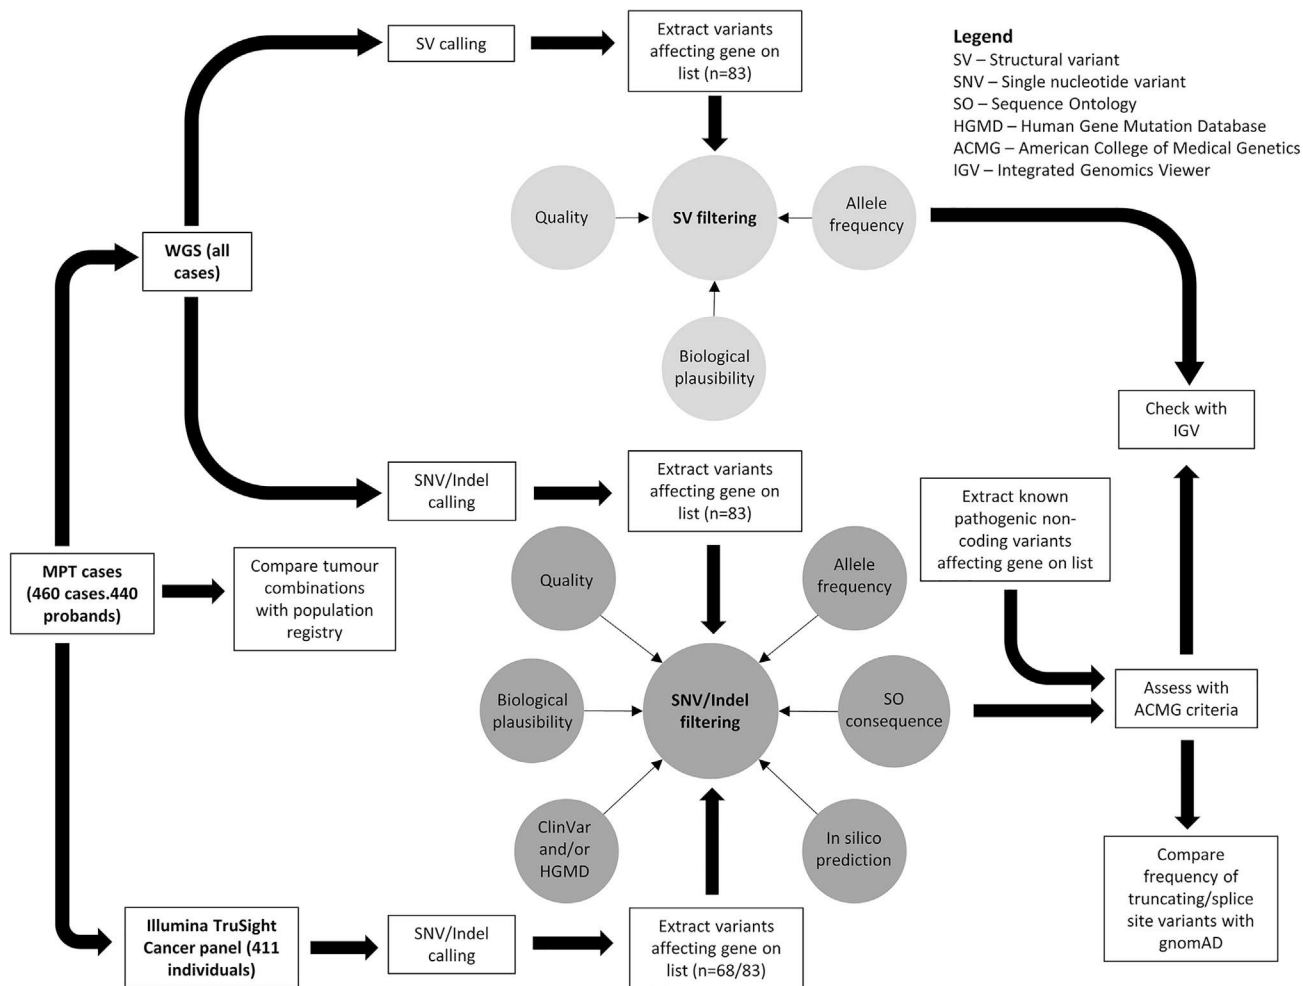 SV calling
Extract variants
affecting gene on
list (n=83)
Legend
SV – Structural variant
SNV – Single nucleotide variant
SO – Sequence Ontology
HGMD – Human Gene Mutation Database
ACMG – American College of Medical Genetics
IGV – Integrated Genomics Viewer
Quality
SV filtering
Allele
frequency
WGS (all
cases)
Biological
plausibility
Check with
IGV
SNV/Indel
calling
Extract variants
affecting gene on
list (n=83)
Extract known
pathogenic non-
coding variants
affecting gene on list
MPT cases
(460 cases.440
probands)
Compare tumour
combinations
with population
registry
Quality
Allele
frequency
Biological
plausibility
SNV/Indel
filtering
SO
consequence
Assess with
ACMG criteria
ClinVar
and/or
HGMD
In silico
prediction
Compare
frequency of
truncating/splice
site variants with
gnomAD
Illumina TruSight
Cancer panel (411
individuals)
SNV/Indel
calling
Extract variants
affecting gene on
list (n=68/83)